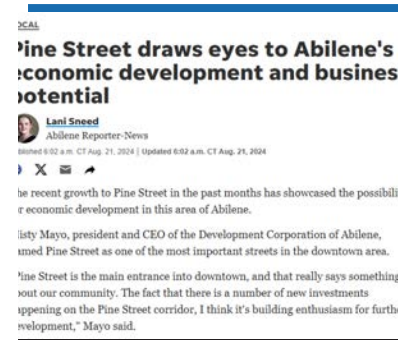 OCAL
Pine Street draws eyes to Abilene's
economic development and busines
potential
Lani Sneed
Abilene Reporter-News
blished 6:02 a.m. CT Aug. 21, 2024 | Updated 6:02 a.m. CT Aug. 21, 2024
he recent growth to Pine Street in the past months has showcased the possibili
r economic development in this area of Abilene.
isty Mayo, president and CEO of the Development Corporation of Abilene,
amed Pine Street as one of the most important streets in the downtown area.
Pine Street is the main entrance into downtown, and that really says something
bout our community. The fact that there is a number of new investments
appening on the Pine Street corridor, I think it's building enthusiasm for furthe
evelopment," Mayo said.